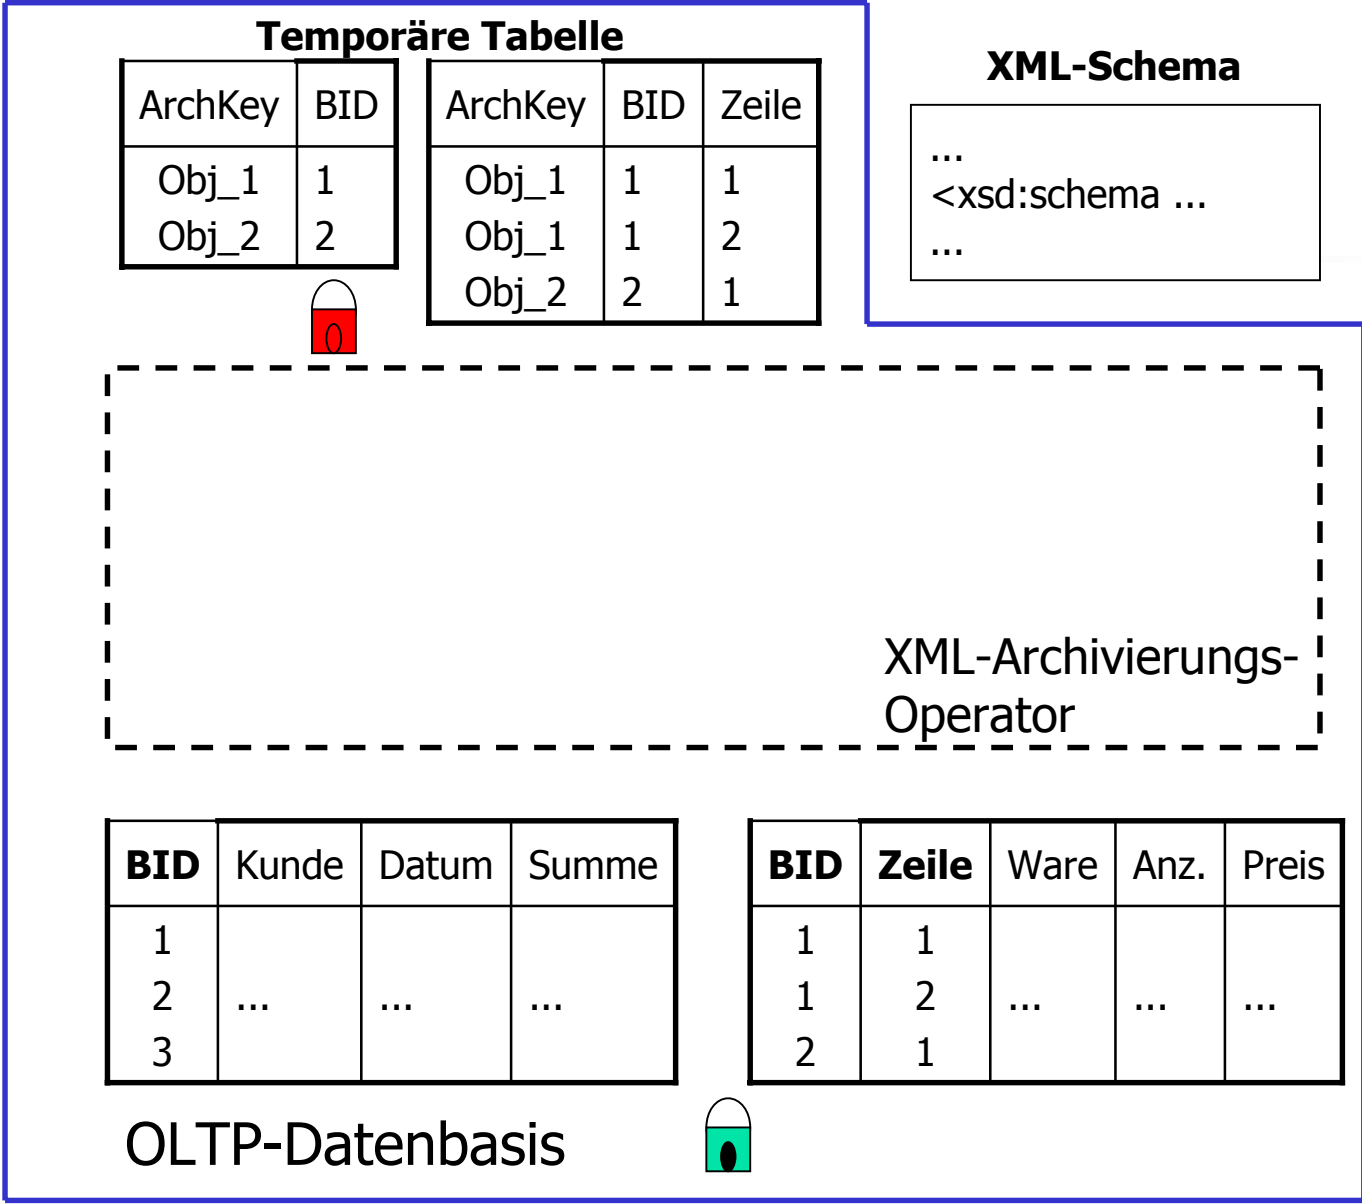 Temporäre Tabelle
ArchKey BID
Obj_1 1
Obj_2 2
ArchKey BID Zeile
Obj_1 1 1
Obj_1 1 2
Obj_2 2 1
XML-Schema
...
<xsd:schema ...
...
XML-Archivierungs-
Operator
BID Kunde Datum Summe
1
2 ... ... ...
3
BID Zeile Ware Anz. Preis
1 1
1 2 ... ... ...
2 1
OLTP-Datenbasis